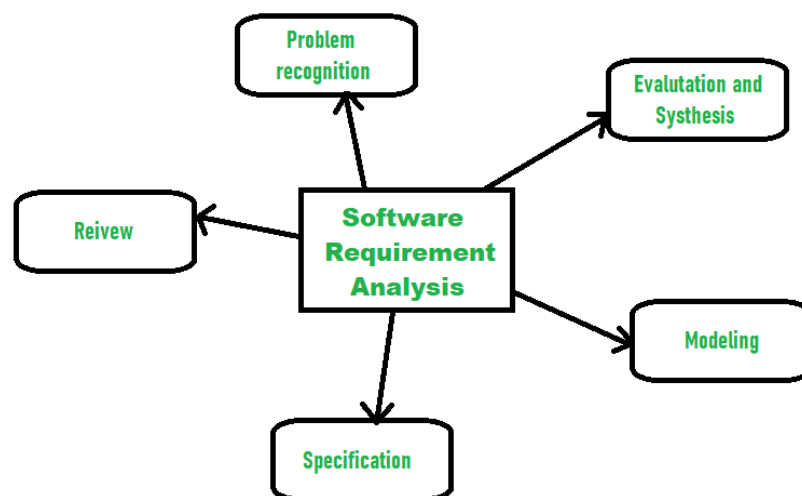 Problem
recognition
Evalutation and
Systhesis
Reivew
Software
Requirement
Analysis
Modeling
Specification